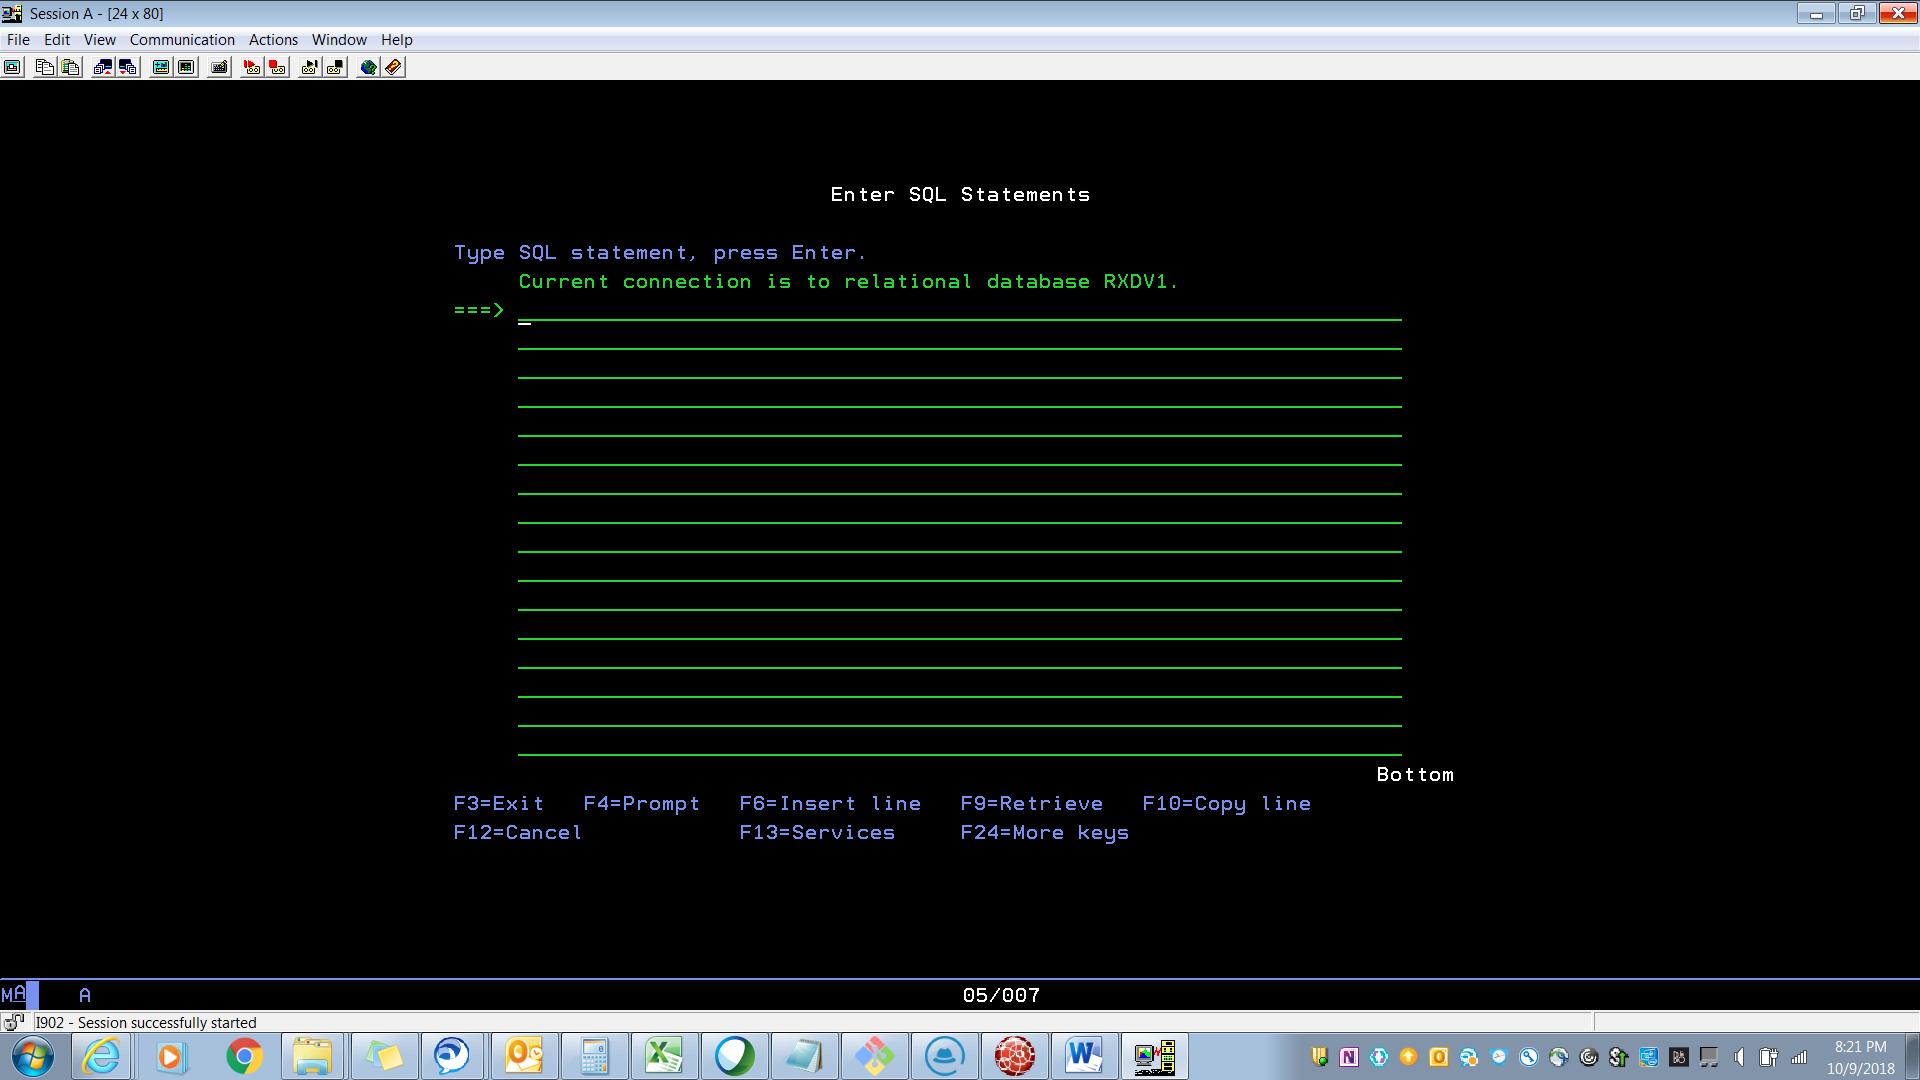 Session A - [24 x 80]
File Edit View Communication Actions Window Help
Enter SQL Statements
Type SQL statement, press Enter.
Current connection is to relational database RXDV1.
===>
Bottom
F3=Exit F4=Prompt F6=Insert line F9=Retrieve F10=Copy line
F12=Cancel F13=Services F24=More keys
MA A 05/007
I902 - Session successfully started
8:21 PM
10/9/2018